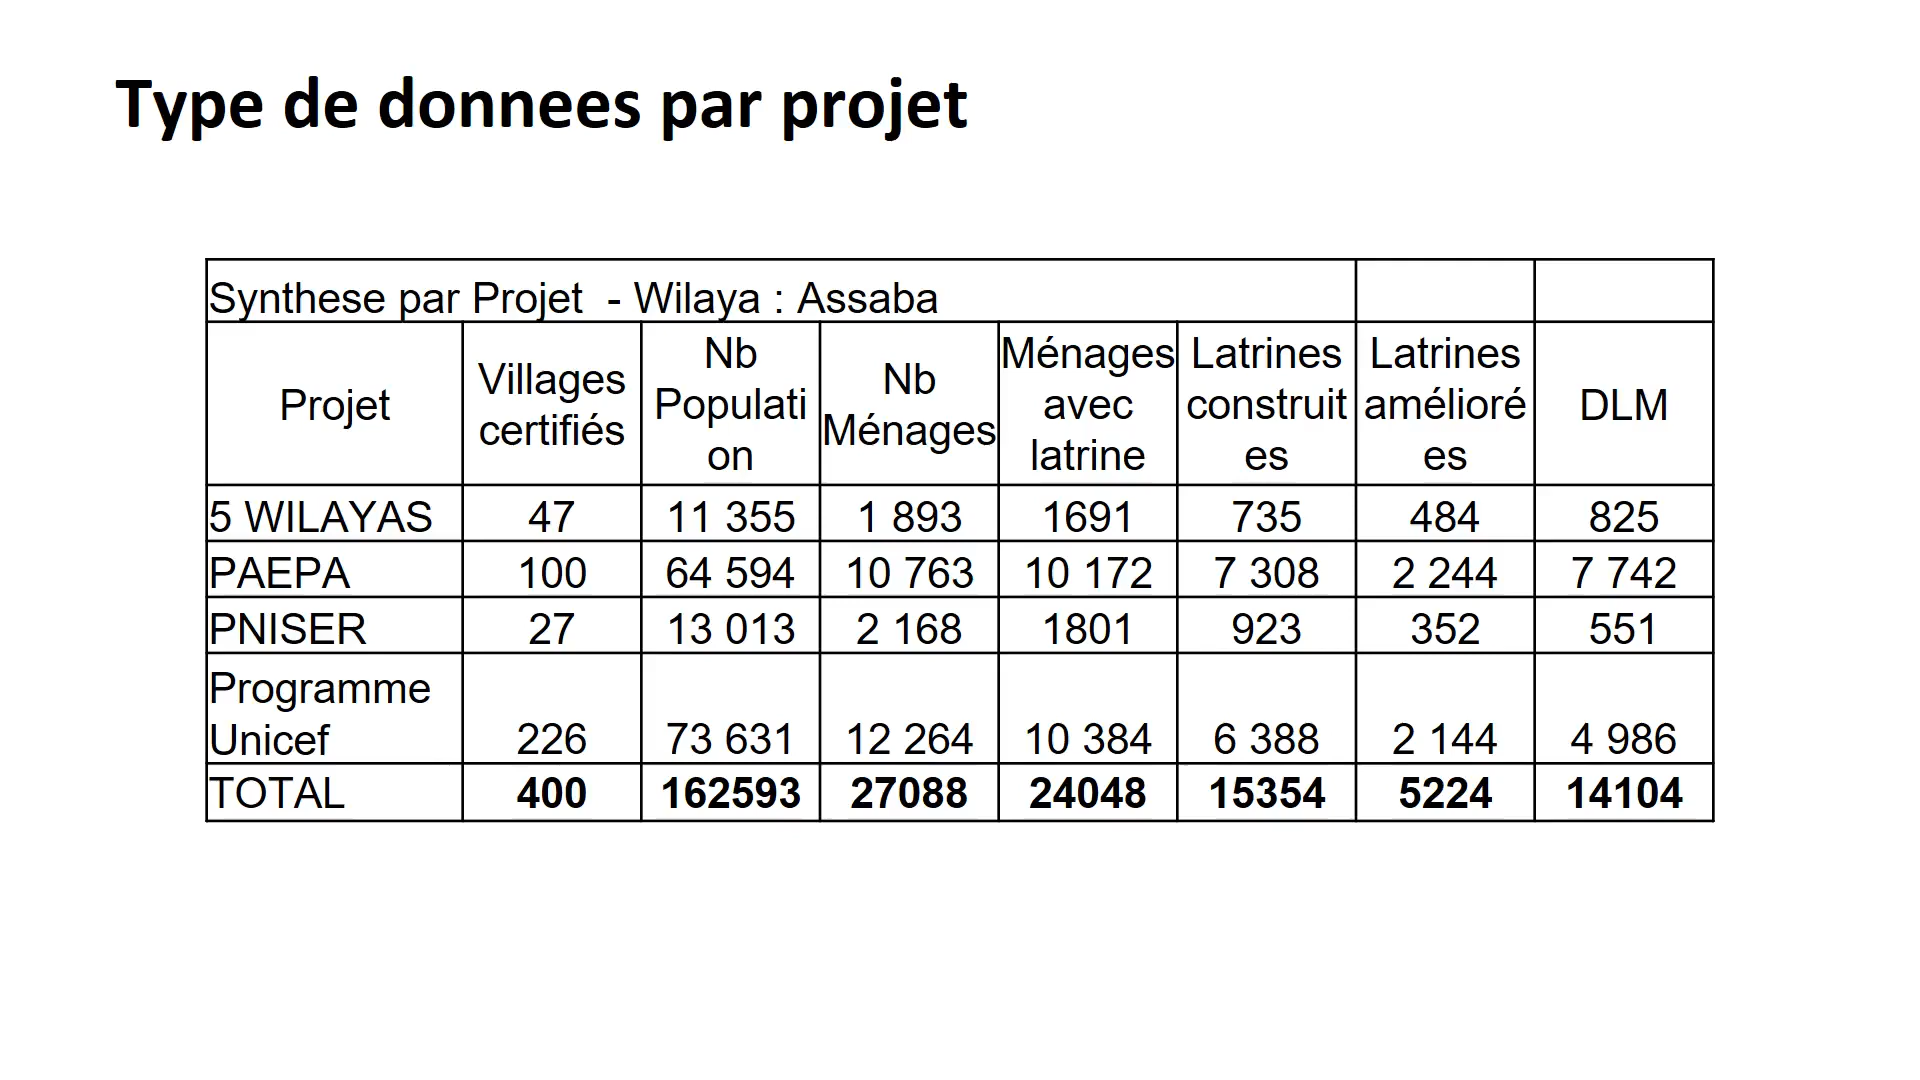 Type de donnees par projet
Synthese par Projet - Wilaya : Assaba
Projet Villages certifiés Nb Populati on Nb Ménages Ménages avec latrine Latrines construit es Latrines amélioré es DLM
5 WILAYAS 47 11 355 1 893 1691 735 484 825
PAEPA 100 64 594 10 763 10 172 7 308 2 244 7 742
PNISER 27 13 013 2 168 1801 923 352 551
Programme Unicef 226 73 631 12 264 10 384 6 388 2 144 4 986
TOTAL 400 162593 27088 24048 15354 5224 14104